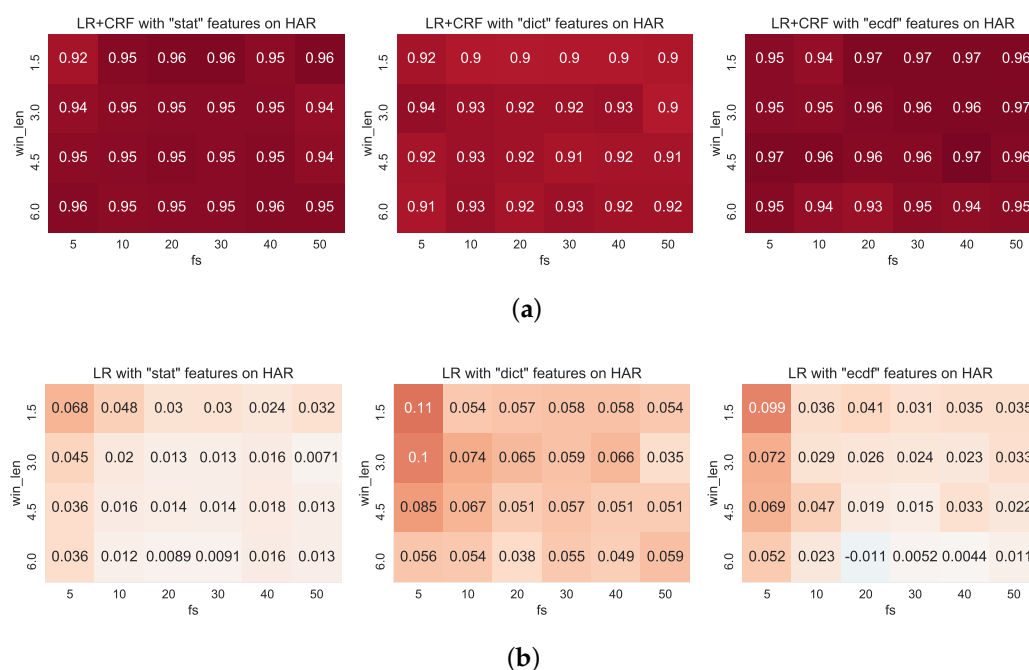 LR+CRF with "stat" features on HAR
LR+CRF with "dict" features on HAR
LR+CRF with "ecdf" features on HAR
win_len
1.5
0.92 0.95 0.96 0.96 0.95 0.96
3.0
0.94 0.95 0.95 0.95 0.95 0.94
4.5
0.95 0.95 0.95 0.95 0.95 0.94
6.0
0.96 0.95 0.95 0.95 0.96 0.95
5 10 20 30 40 50
fs
win_len
1.5
0.92 0.9 0.9 0.9 0.9 0.9
3.0
0.94 0.93 0.92 0.92 0.93 0.9
4.5
0.92 0.93 0.92 0.91 0.92 0.91
6.0
0.91 0.93 0.92 0.93 0.92 0.92
5 10 20 30 40 50
fs
win_len
1.5
0.95 0.94 0.97 0.97 0.97 0.96
3.0
0.95 0.95 0.96 0.96 0.96 0.97
4.5
0.97 0.96 0.96 0.96 0.97 0.96
6.0
0.95 0.94 0.93 0.95 0.94 0.95
5 10 20 30 40 50
fs
(a)
LR with "stat" features on HAR
LR with "dict" features on HAR
LR with "ecdf" features on HAR
win_len
1.5
0.068 0.048 0.03 0.03 0.024 0.032
3.0
0.045 0.02 0.013 0.013 0.016 0.0071
4.5
0.036 0.016 0.014 0.014 0.018 0.013
6.0
0.036 0.012 0.0089 0.0091 0.016 0.013
5 10 20 30 40 50
fs
win_len
1.5
0.11 0.054 0.057 0.058 0.058 0.054
3.0
0.1 0.074 0.065 0.059 0.066 0.035
4.5
0.085 0.067 0.051 0.057 0.051 0.051
6.0
0.056 0.054 0.038 0.055 0.049 0.059
5 10 20 30 40 50
fs
win_len
1.5
0.099 0.036 0.041 0.031 0.035 0.035
3.0
0.072 0.029 0.026 0.024 0.023 0.033
4.5
0.069 0.047 0.019 0.015 0.033 0.022
6.0
0.052 0.023 -0.011 0.0052 0.0044 0.011
5 10 20 30 40 50
fs
(b)